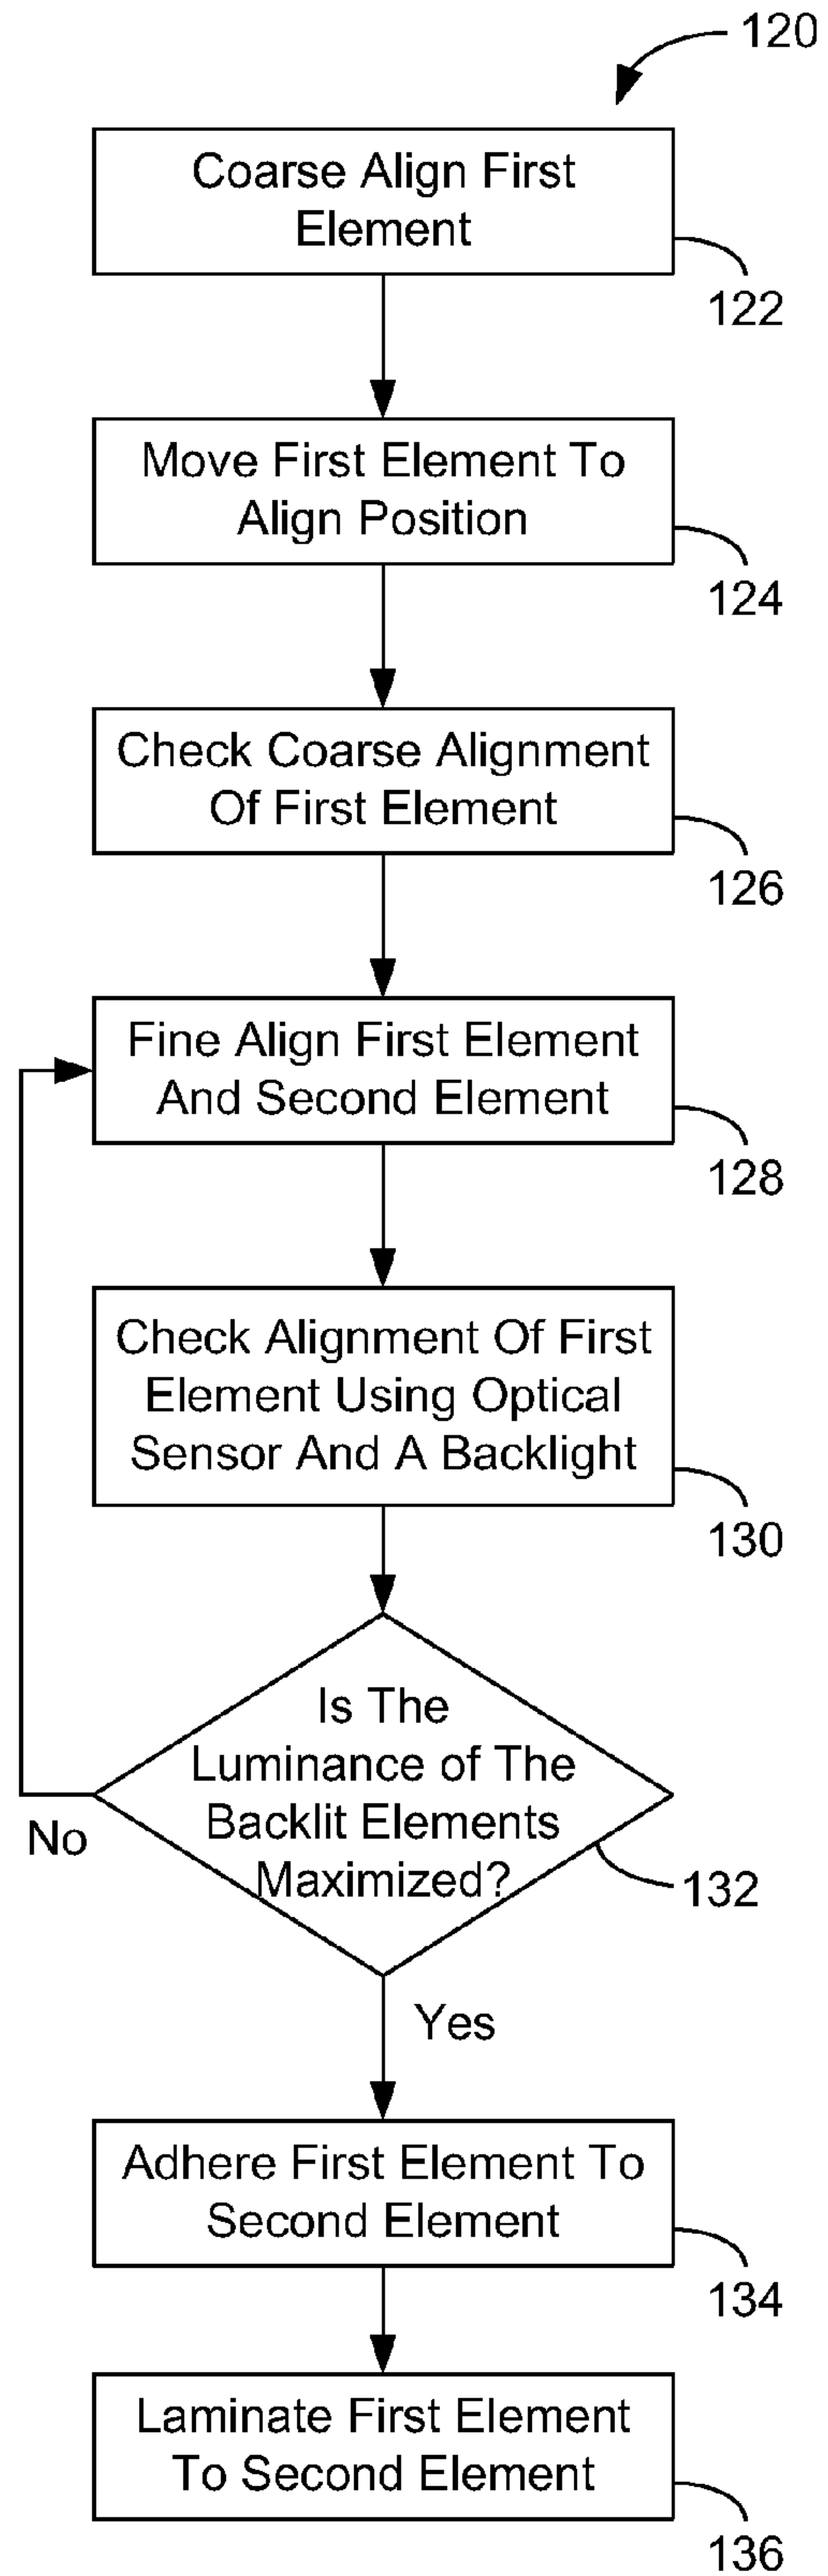 120
Coarse Align First
Element
122
Move First Element To
Align Position
124
Check Coarse Alignment
Of First Element
126
Fine Align First Element
And Second Element
128
Check Alignment Of First
Element Using Optical
Sensor And A Backlight
130
Is The
Luminance of The
Backlit Elements
Maximized?
No
132
Yes
Adhere First Element To
Second Element
134
Laminate First Element
To Second Element
136